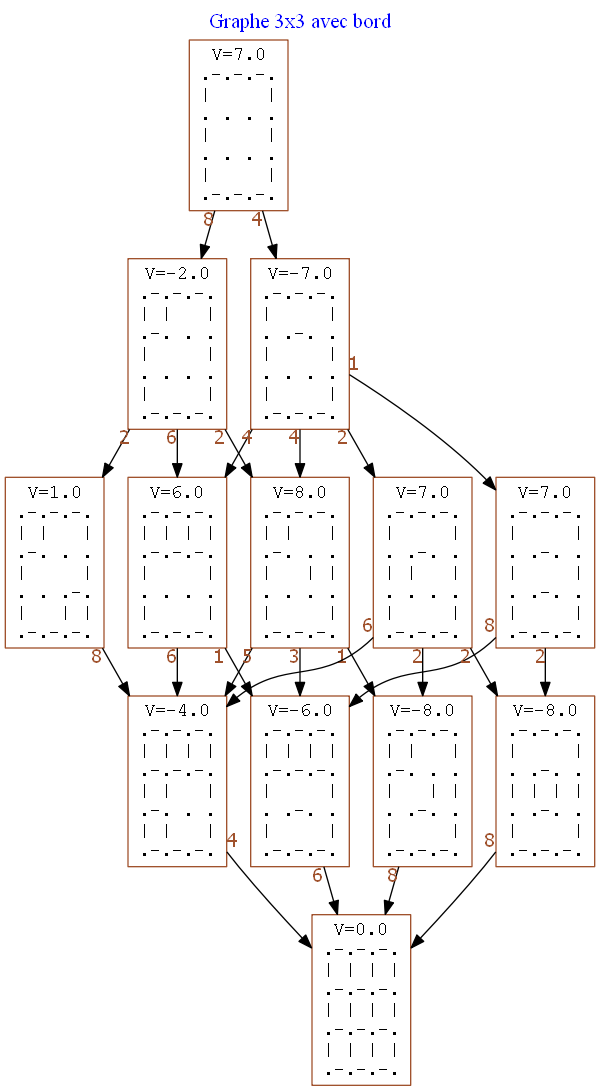 Graphe 3x3 avec bord
V=7.0
8 4
V=-2.0 V=-7.0
1
2 6 2 4 4 2
V=1.0 V=6.0 V=8.0 V=7.0 V=7.0
6 8
8 6 1 5 3 1 2 2 2
V=-4.0 V=-6.0 V=-8.0 V=-8.0
4 8
6 8
V=0.0